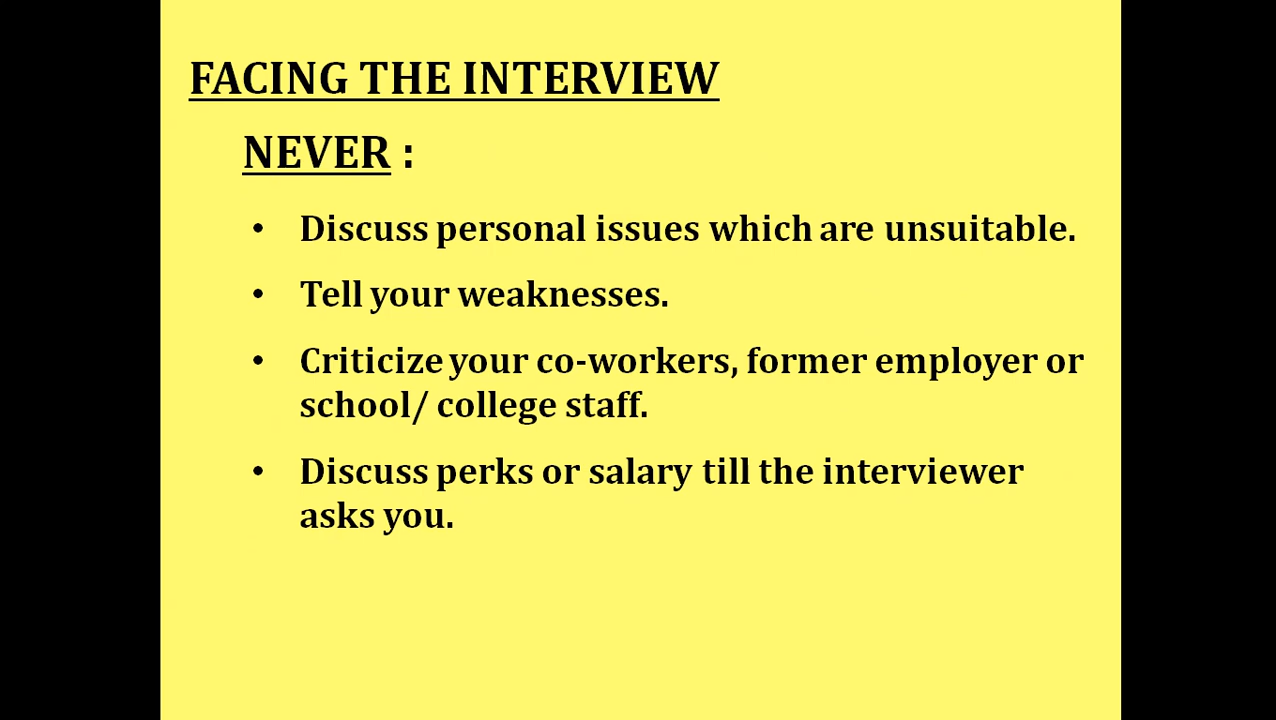 FACING THE INTERVIEW
NEVER :
• Discuss personal issues which are unsuitable.
• Tell your weaknesses.
• Criticize your co-workers, former employer or
school/ college staff.
• Discuss perks or salary till the interviewer
asks you.